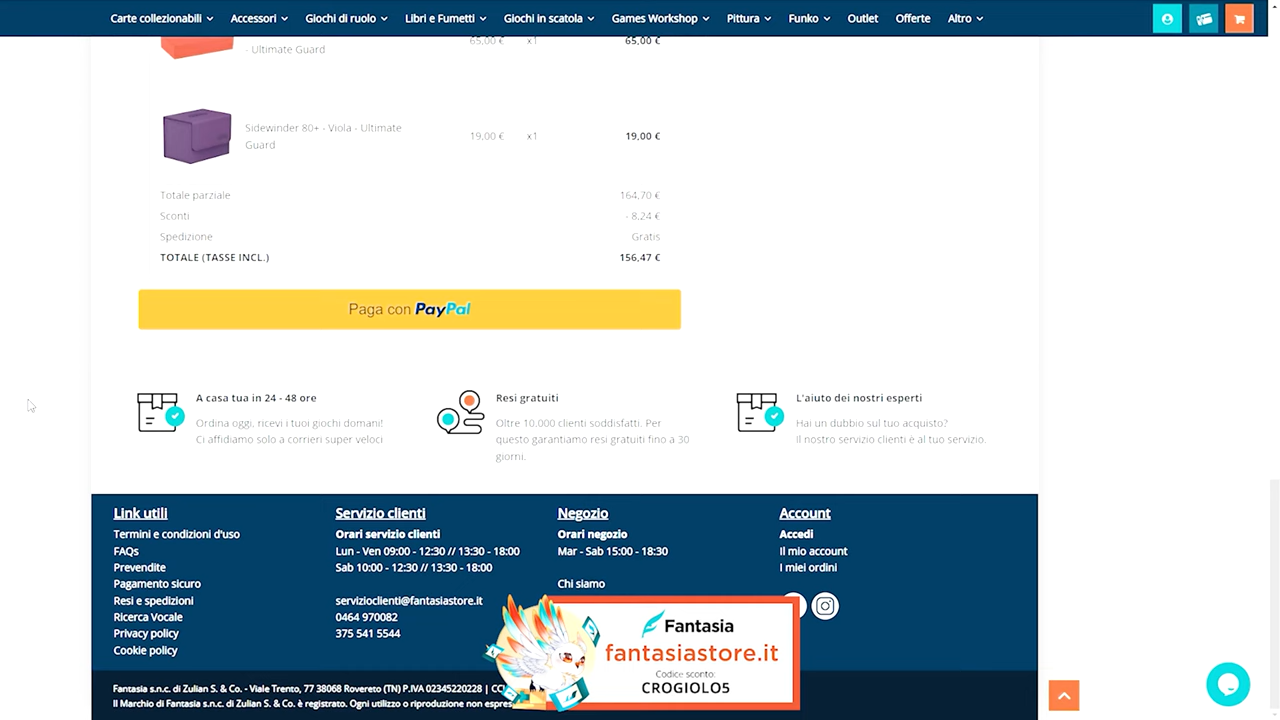 Carte collezionabili Accessori Giochi di ruolo Libri e Fumetti Giochi in scatola Games Workshop Pittura Funko Outlet Offerte Altro
65,00 € x1 65,00 €
- Ultimate Guard
Sidewinder 80+ - Viola - Ultimate
Guard
19,00 € x1 19,00 €
Totale parziale 164,70 €
Sconti - 8,24 €
Spedizione Gratis
TOTALE (TASSE INCL.) 156,47 €
Paga con PayPal
A casa tua in 24 - 48 ore
Ordina oggi, ricevi i tuoi giochi domani!
Ci affidiamo solo a corrieri super veloci
Resi gratuiti
Oltre 10.000 clienti soddisfatti. Per
questo garantiamo resi gratuiti fino a 30
giorni.
L'aiuto dei nostri esperti
Hai un dubbio sul tuo acquisto?
Il nostro servizio clienti è al tuo servizio.
Link utili
Termini e condizioni d'uso
FAQs
Prevendite
Pagamento sicuro
Resi e spedizioni
Ricerca Vocale
Privacy policy
Cookie policy
Servizio clienti
Orari servizio clienti
Lun - Ven 09:00 - 12:30 // 13:30 - 18:00
Sab 10:00 - 12:30 // 13:30 - 18:00
servizioclienti@fantasiastore.it
0464 970082
375 541 5544
Negozio
Orari negozio
Mar - Sab 15:00 - 18:30
Chi siamo
Account
Accedi
Il mio account
I miei ordini
Fantasia
fantasiastore.it
Codice sconto:
CROGIOLO5
Fantasia s.n.c. di Zulian S. & Co. - Viale Trento, 77 38068 Rovereto (TN) P.IVA 02345220228 |
Il Marchio di Fantasia s.n.c. di Zulian S. & Co. è registrato. Ogni utilizzo o riproduzione non